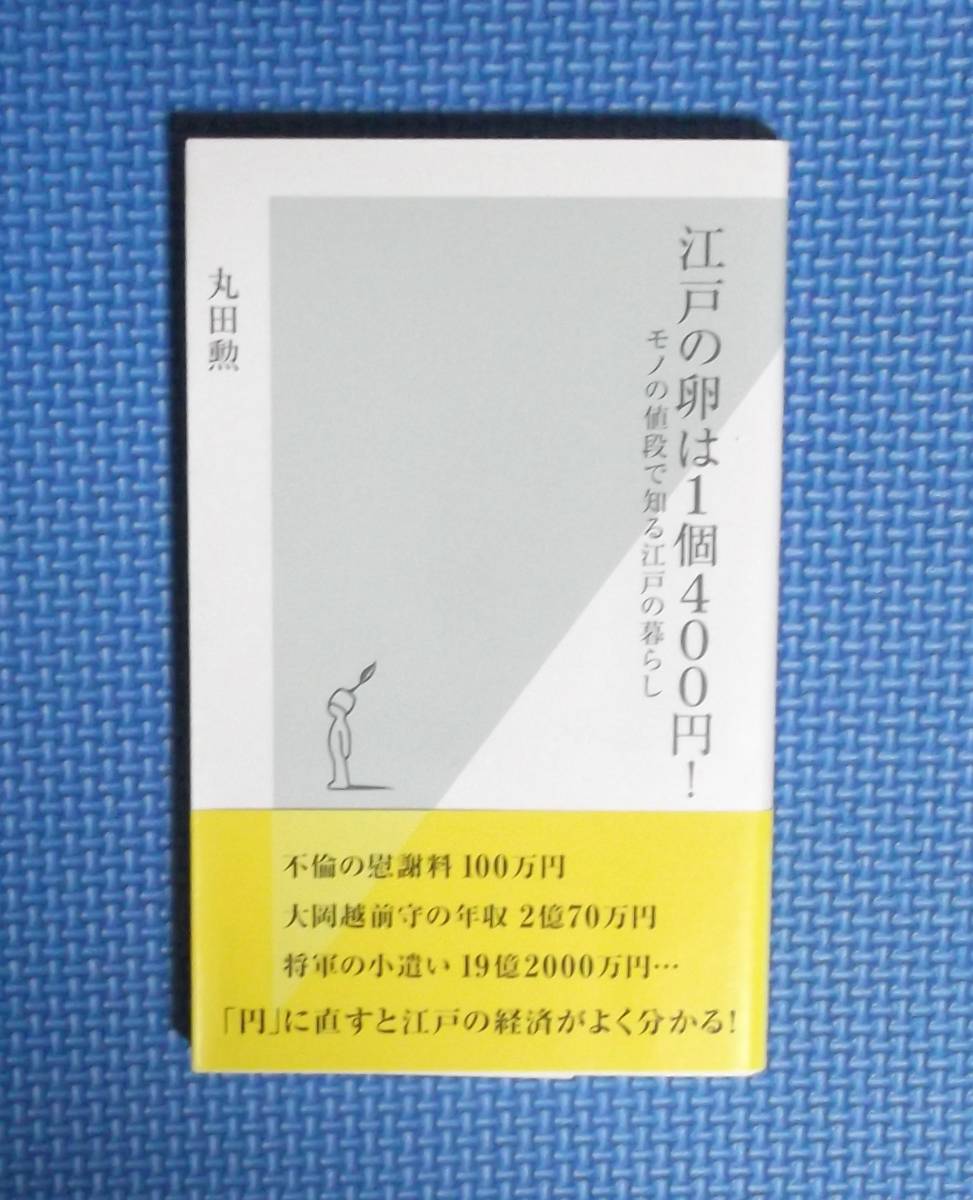 江戸の卵は1個400円!
モノの値段で知る江戸の暮らし
丸田勲
不倫の慰謝料 100万円
大岡越前守の年収 2億70万円
将軍の小遣い 19億2000万円…
「円」に直すと江戸の経済がよく分かる!